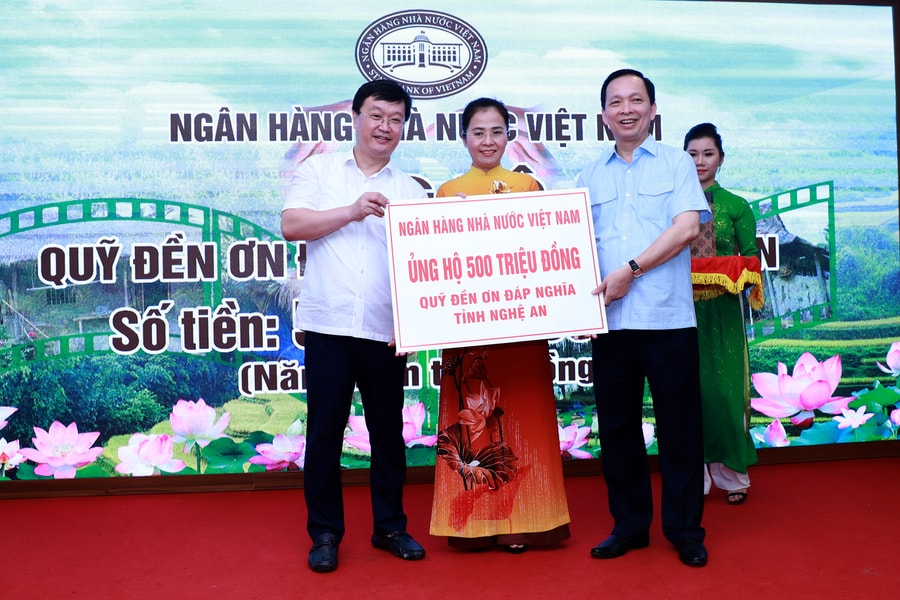 NGÂN HÀNG NHÀ NƯỚC VIỆT NAM
STATE BANK OF VIETNAM
NGÂN HÀNG NHÀ NƯỚC VIỆT NAM
QUỸ ĐỀN ƠN
Số tiền:
NGÂN HÀNG NHÀ NƯỚC VIỆT NAM
ỦNG HỘ 500 TRIỆU ĐỒNG
QUỸ ĐỀN ƠN ĐÁP NGHĨA
TỈNH NGHỆ AN